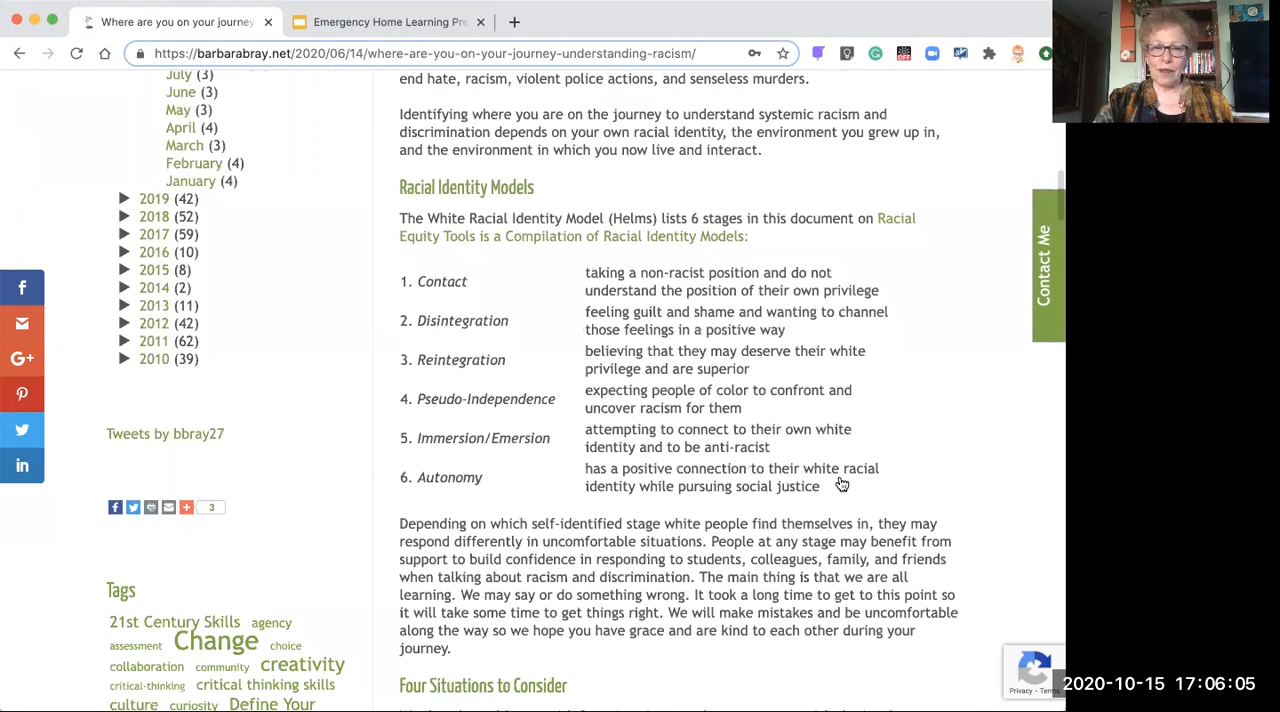 Where are you on your journey
Emergency Home Learning Pre
https://barbarabray.net/2020/06/14/where-are-you-on-your-journey-understanding-racism/
OFF
July (3)
June (3)
May (3)
April (4)
March (3)
February (4)
January (4)
2019 (42)
2018 (52)
2017 (59)
2016 (10)
2015 (8)
2014 (2)
2013 (11)
2012 (42)
2011 (62)
2010 (39)
Tweets by bbray27
3
Tags
21st Century Skills agency
assessment Change choice
collaboration community creativity
critical-thinking critical thinking skills
culture curiosity Define Your
end hate, racism, violent police actions, and senseless murders.
Identifying where you are on the journey to understand systemic racism and
discrimination depends on your own racial identity, the environment you grew up in,
and the environment in which you now live and interact.
Racial Identity Models
The White Racial Identity Model (Helms) lists 6 stages in this document on Racial
Equity Tools is a Compilation of Racial Identity Models:
1. Contact
taking a non-racist position and do not
understand the position of their own privilege
2. Disintegration
feeling guilt and shame and wanting to channel
those feelings in a positive way
3. Reintegration
believing that they may deserve their white
privilege and are superior
4. Pseudo-Independence
expecting people of color to confront and
uncover racism for them
5. Immersion/Emersion
attempting to connect to their own white
identity and to be anti-racist
6. Autonomy
has a positive connection to their white racial
identity while pursuing social justice
Depending on which self-identified stage white people find themselves in, they may
respond differently in uncomfortable situations. People at any stage may benefit from
support to build confidence in responding to students, colleagues, family, and friends
when talking about racism and discrimination. The main thing is that we are all
learning. We may say or do something wrong. It took a long time to get to this point so
it will take some time to get things right. We will make mistakes and be uncomfortable
along the way so we hope you have grace and are kind to each other during your
journey.
Four Situations to Consider
Contact Me
Privacy - Terms
2020-10-15 17:06:05